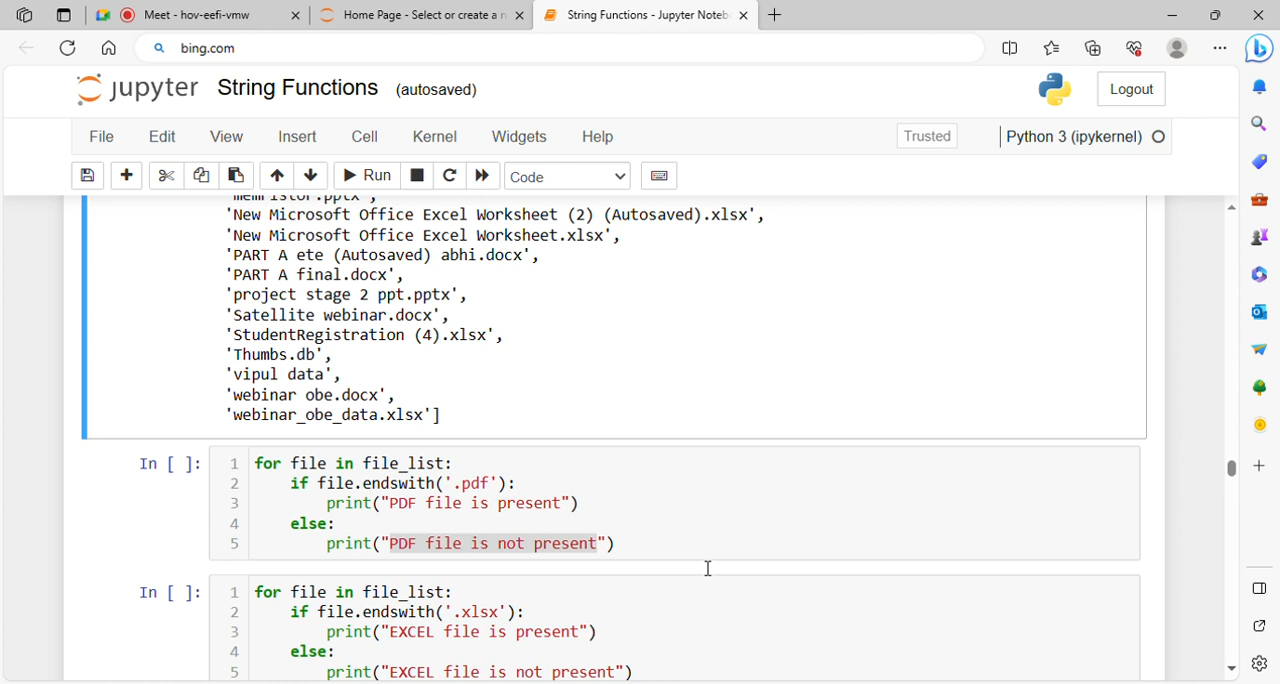 Meet - hov-eefi-vmw
Home Page - Select or create a n
String Functions - Jupyter Noteb
bing.com
jupyter String Functions (autosaved)
Logout
File Edit View Insert Cell Kernel Widgets Help
Trusted
Python 3 (ipykernel)
Run
Code
'memristor.pptx',
'New Microsoft Office Excel Worksheet (2) (Autosaved).xlsx',
'New Microsoft Office Excel Worksheet.xlsx',
'PART A ete (Autosaved) abhi.docx',
'PART A final.docx',
'project stage 2 ppt.pptx',
'Satellite webinar.docx',
'StudentRegistration (4).xlsx',
'Thumbs.db',
'vipul data',
'webinar obe.docx',
'webinar_obe_data.xlsx']
In [ ]: 1 for file in file_list:
2 if file.endswith('.pdf'):
3 print("PDF file is present")
4 else:
5 print("PDF file is not present")
In [ ]: 1 for file in file_list:
2 if file.endswith('.xlsx'):
3 print("EXCEL file is present")
4 else:
5 print("EXCEL file is not present")